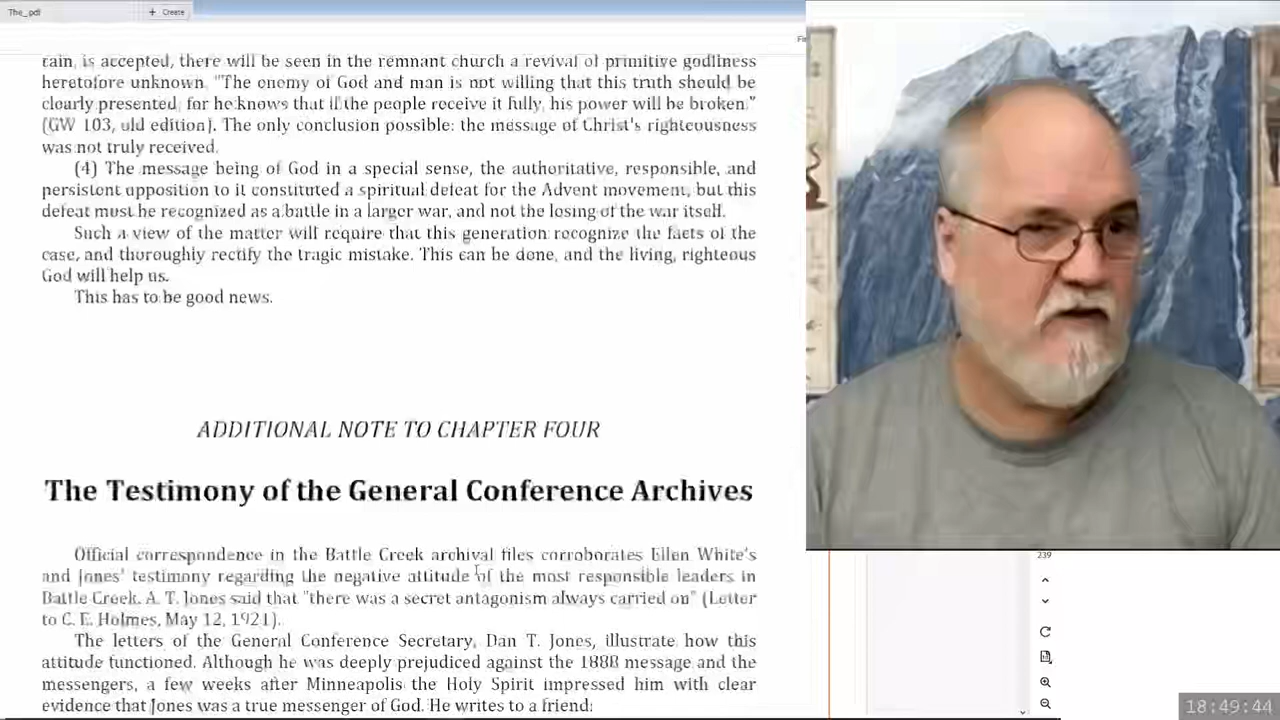 The_.pdf
+ Create
rain, is accepted, there will be seen in the remnant church a revival of primitive godliness
heretofore unknown. "The enemy of God and man is not willing that this truth should be
clearly presented, for he knows that if the people receive it fully, his power will be broken."
(GW 103, old edition). The only conclusion possible: the message of Christ's righteousness
was not truly received.
(4) The message being of God in a special sense, the authoritative, responsible, and
persistent opposition to it constituted a spiritual defeat for the Advent movement, but this
defeat must be recognized as a battle in a larger war, and not the losing of the war itself.
Such a view of the matter will require that this generation recognize the facts of the
case, and thoroughly rectify the tragic mistake. This can be done, and the living, righteous
God will help us.
This has to be good news.
ADDITIONAL NOTE TO CHAPTER FOUR
The Testimony of the General Conference Archives
Official correspondence in the Battle Creek archival files corroborates Ellen White's
and Jones' testimony regarding the negative attitude of the most responsible leaders in
Battle Creek. A. T. Jones said that "there was a secret antagonism always carried on" (Letter
to C. E. Holmes, May 12, 1921).
The letters of the General Conference Secretary, Dan T. Jones, illustrate how this
attitude functioned. Although he was deeply prejudiced against the 1888 message and the
messengers, a few weeks after Minneapolis the Holy Spirit impressed him with clear
evidence that Jones was a true messenger of God. He writes to a friend:
239
18:49:44